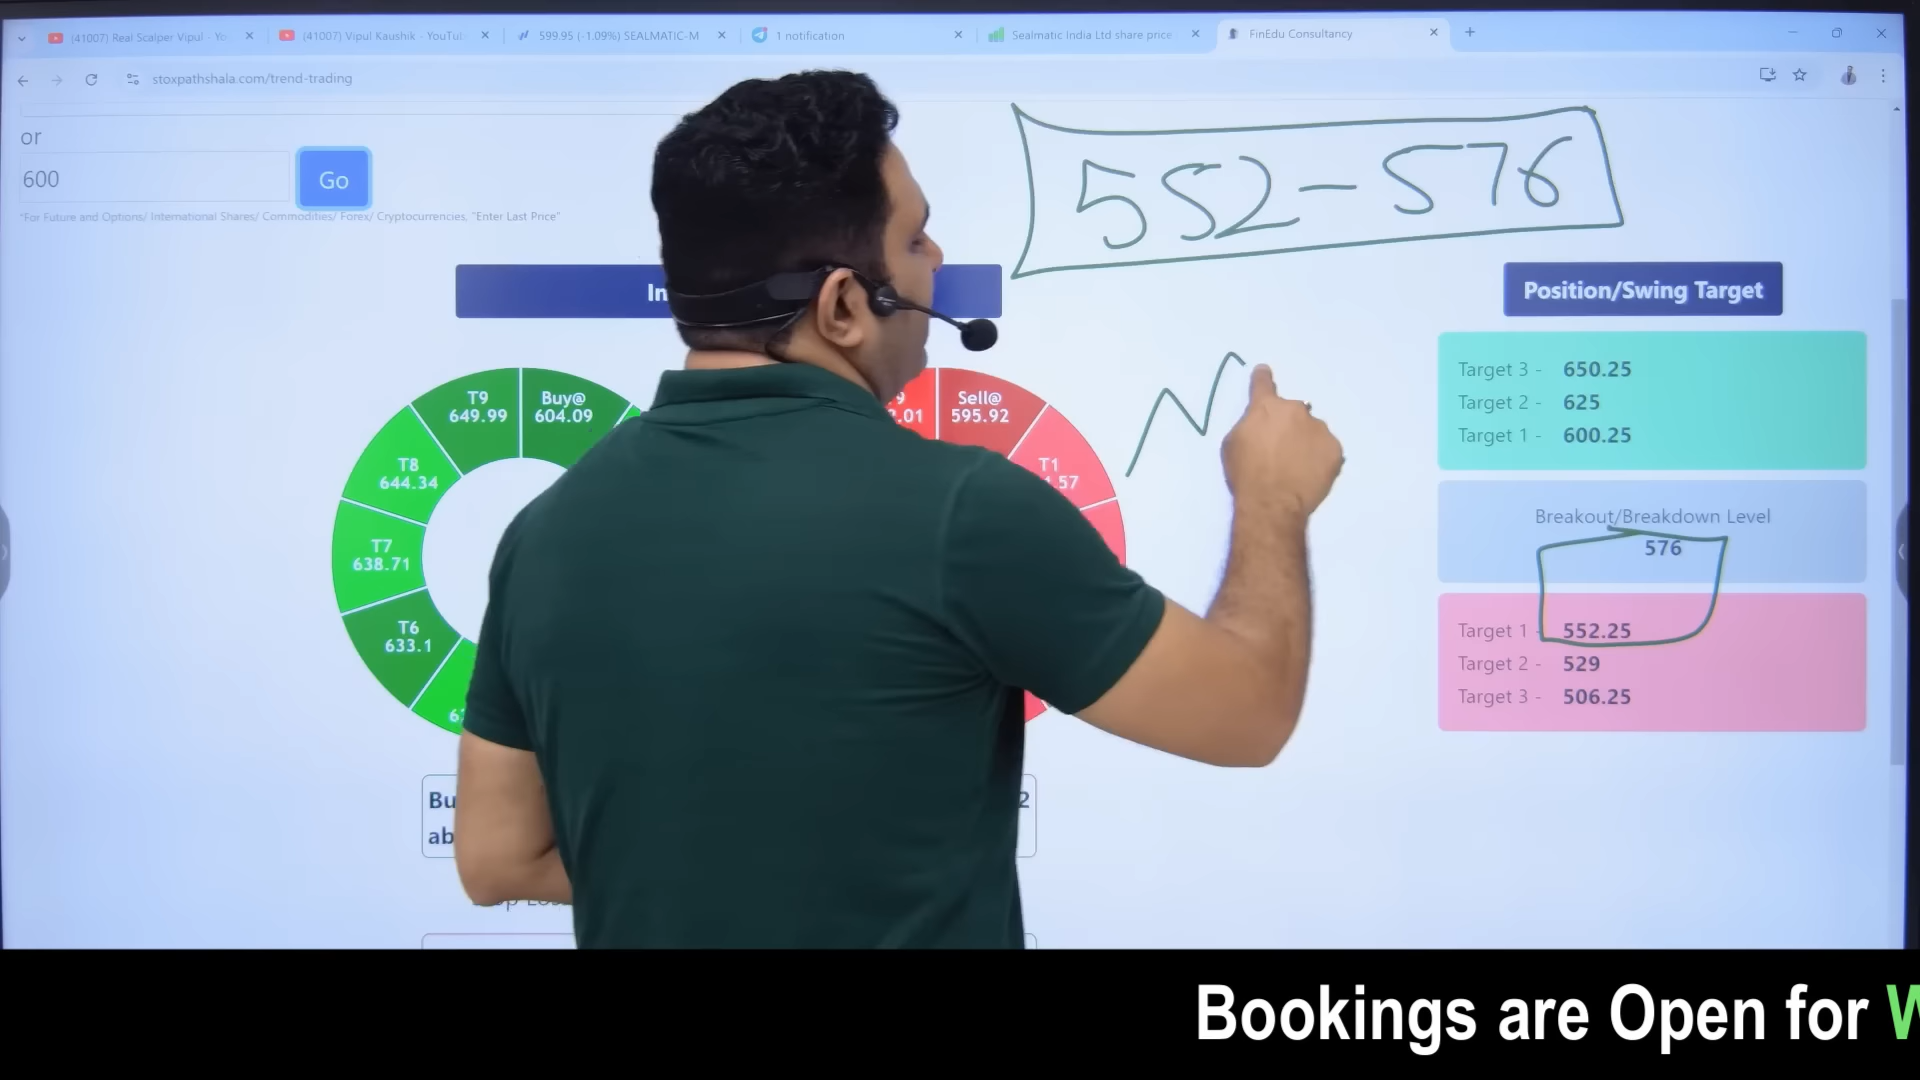 (41007) Real Scalper Vipul - Yo
(41007) Vipul Kaushik - YouTub
599.95 (-1.09%) SEALMATIC-M
1 notification
Sealmatic India Ltd share price
FinEdu Consultancy
stoxpathshala.com/trend-trading
or
600
Go
"For Future and Options/ International Shares/ Commodities/ Forex/ Cryptocurrencies, "Enter Last Price"
552-576
In
Position/Swing Target
T9
649.99
Buy@
604.09
T8
644.34
T7
638.71
T6
633.1
Sell@
595.92
T1
.57
Target 3 - 650.25
Target 2 - 625
Target 1 - 600.25
Breakout/Breakdown Level
576
Target 1 - 552.25
Target 2 - 529
Target 3 - 506.25
Bu
ab
2
Bookings are Open for W